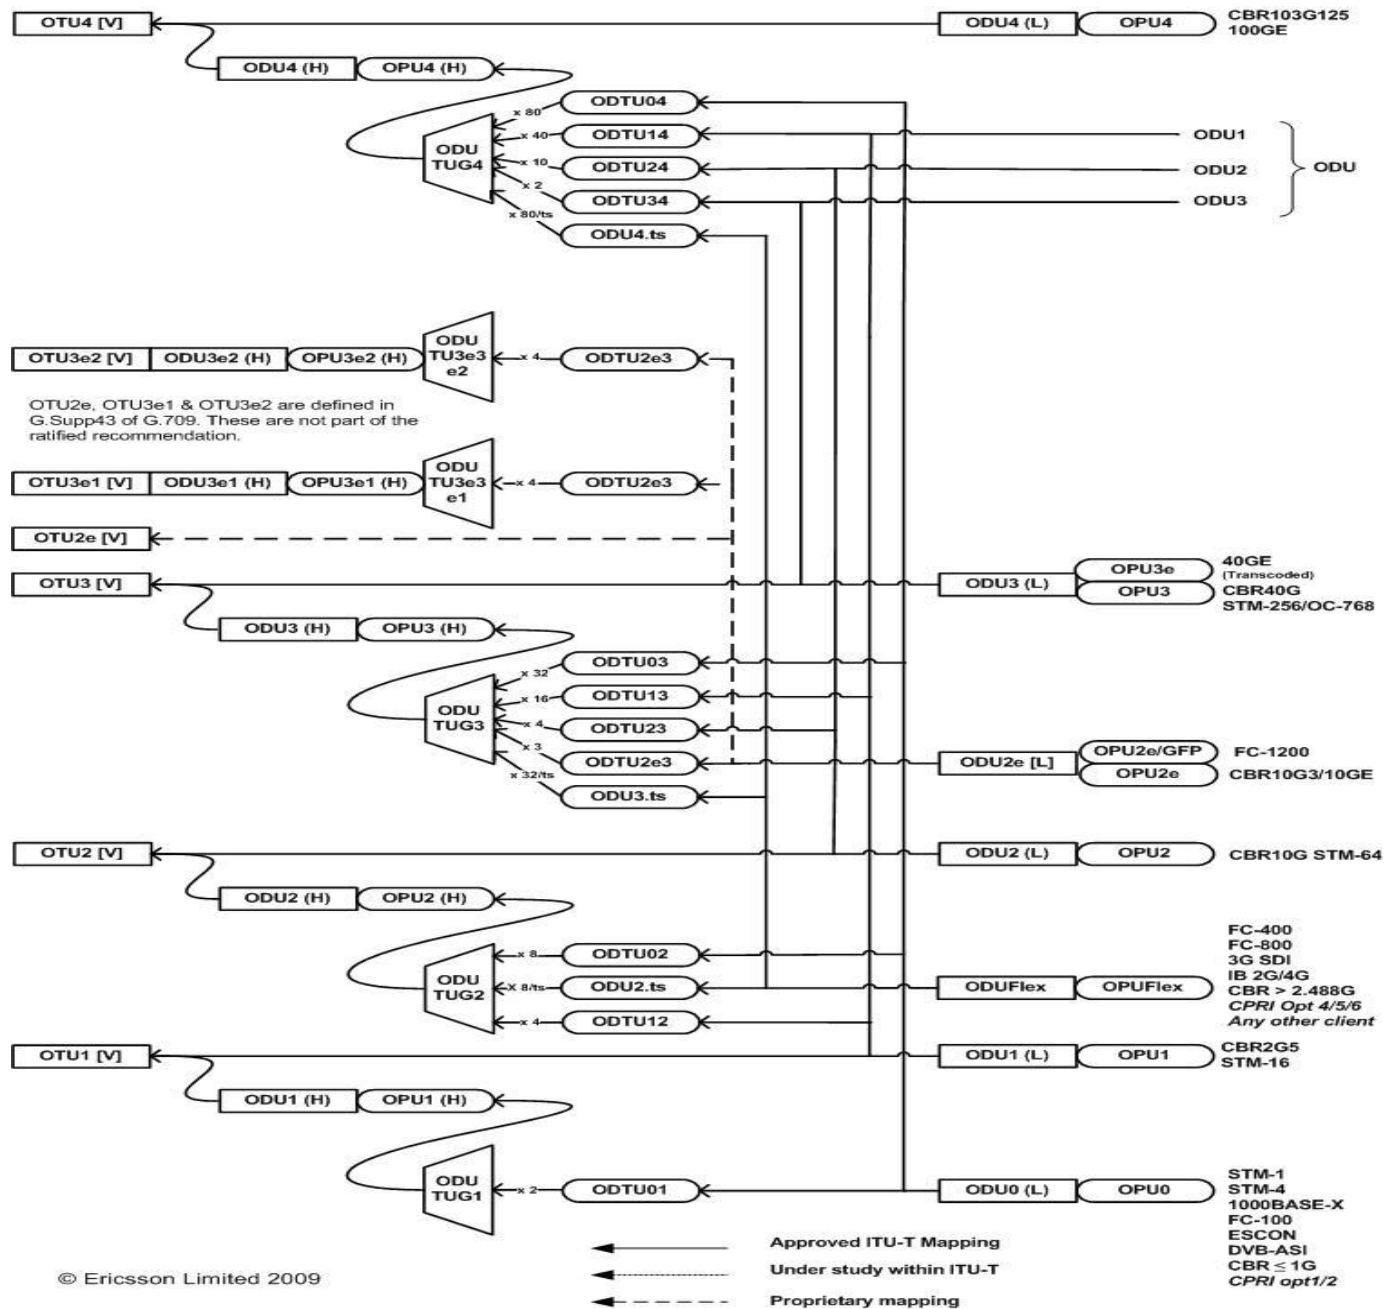 OTU4 [V]
ODU4 (L)
OPU4
CBR103G125
100GE
ODU4 (H)
OPU4 (H)
ODTU04
x 80
ODU
TUG4
x 40
ODTU14
ODU1
x 10
ODTU24
ODU2
ODU
x 2
ODTU34
ODU3
x 80/ts
ODU4.ts
OTU3e2 [V]
ODU3e2 (H)
OPU3e2 (H)
ODU
TU3e3
e2
x 4
ODTU2e3
OTU2e, OTU3e1 & OTU3e2 are defined in
G.Supp43 of G.709. These are not part of the
ratified recommendation.
OTU3e1 [V]
ODU3e1 (H)
OPU3e1 (H)
ODU
TU3e3
e1
x 4
ODTU2e3
OTU2e [V]
OTU3 [V]
ODU3 (L)
OPU3e
OPU3
40GE
(Transcoded)
CBR40G
STM-256/OC-768
ODU3 (H)
OPU3 (H)
ODU
TUG3
x 32
ODTU03
x 16
ODTU13
x 4
ODTU23
x 3
ODTU2e3
x 32/ts
ODU3.ts
ODU2e [L]
OPU2e/GFP
FC-1200
OPU2e
CBR10G3/10GE
OTU2 [V]
ODU2 (L)
OPU2
CBR10G STM-64
ODU2 (H)
OPU2 (H)
ODU
TUG2
x 8
ODTU02
X 8/ts
ODU2.ts
x 4
ODTU12
ODUFlex
OPUFlex
FC-400
FC-800
3G SDI
IB 2G/4G
CBR > 2.488G
CPRI Opt 4/5/6
Any other client
OTU1 [V]
ODU1 (L)
OPU1
CBR2G5
STM-16
ODU1 (H)
OPU1 (H)
ODU
TUG1
x 2
ODTU01
ODU0 (L)
OPU0
STM-1
STM-4
1000BASE-X
FC-100
ESCON
DVB-ASI
CBR ≤ 1G
CPRI opt1/2
Approved ITU-T Mapping
Under study within ITU-T
Proprietary mapping
© Ericsson Limited 2009